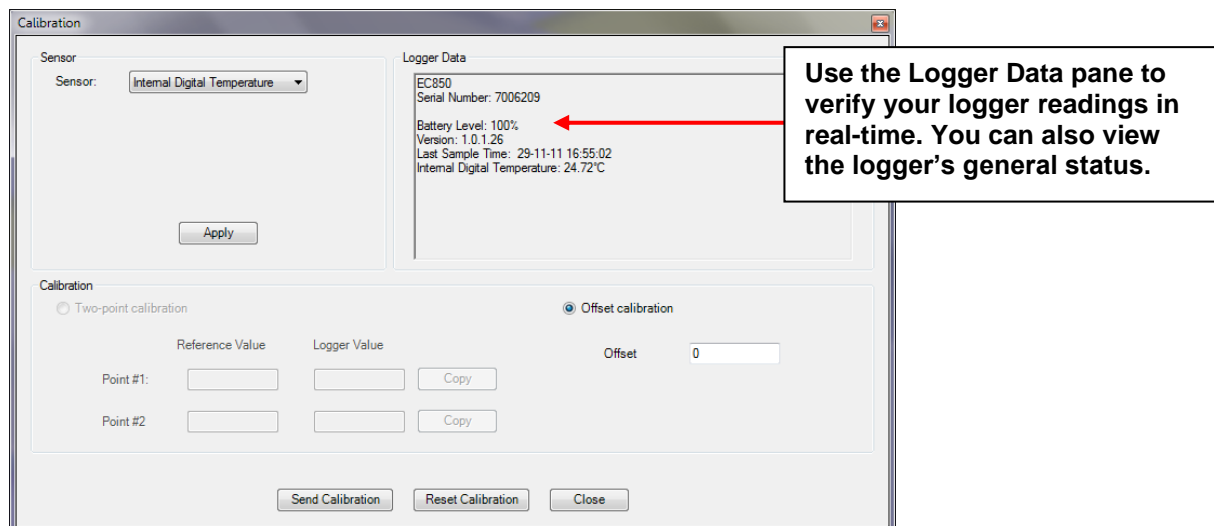 Calibration
Sensor
Sensor:
Internal Digital Temperature
Apply
Logger Data
EC850
Serial Number: 7006209
Battery Level: 100%
Version: 1.0.1.26
Last Sample Time: 29-11-11 16:55:02
Internal Digital Temperature: 24.72°C
Use the Logger Data pane to
verify your logger readings in
real-time. You can also view
the logger's general status.
Calibration
Two-point calibration
Offset calibration
Reference Value Logger Value
Offset 0
Point #1: Copy
Point #2 Copy
Send Calibration Reset Calibration Close